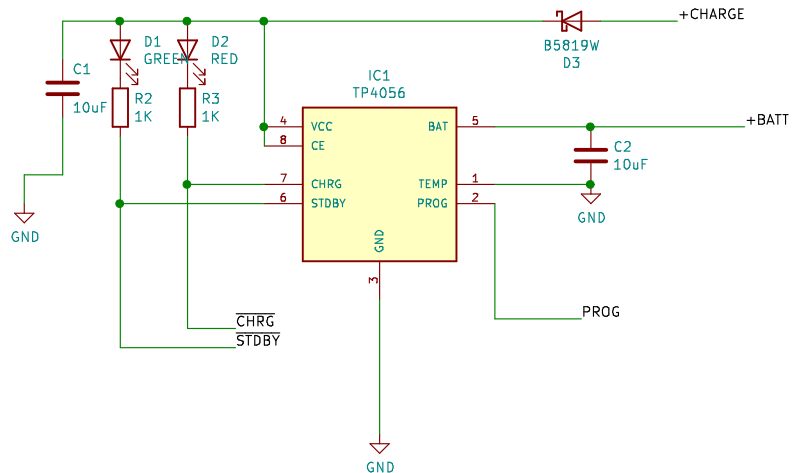 +CHARGE
D1
GREEN
D2
RED
B5819W
D3
C1
10uF
R2
1K
R3
1K
IC1
TP4056
4
VCC
8
CE
7
CHRG
6
STDBY
BAT
5
TEMP
1
PROG
2
GND
3
+BATT
C2
10uF
GND
GND
PROG
CHRG
STDBY
GND